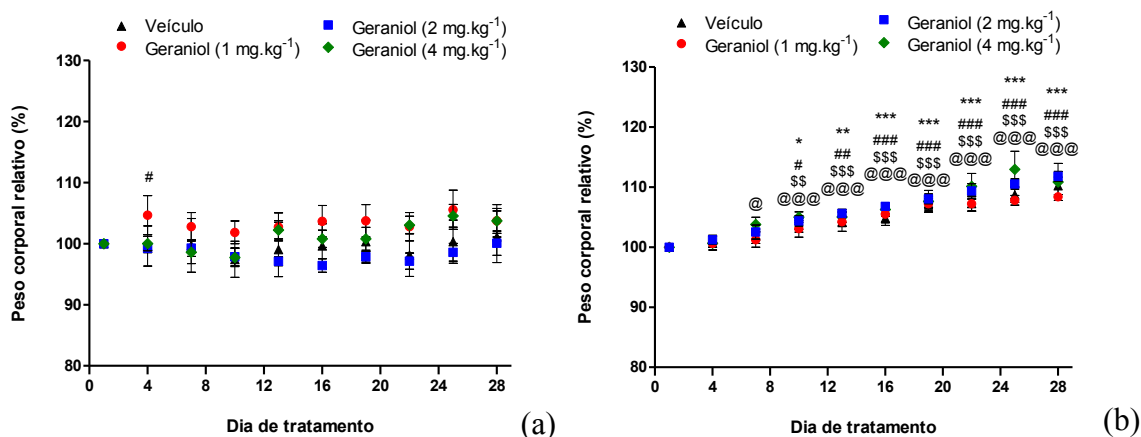 Veículo
Geraniol (1 mg.kg⁻¹)
Geraniol (2 mg.kg⁻¹)
Geraniol (4 mg.kg⁻¹)
Peso corporal relativo (%)
130
120
110
100
90
80
#
0 4 8 12 16 20 24 28
Dia de tratamento
(a)
Veículo
Geraniol (1 mg.kg⁻¹)
Geraniol (2 mg.kg⁻¹)
Geraniol (4 mg.kg⁻¹)
Peso corporal relativo (%)
130
120
110
100
90
80
@
*
#
$$
@@@
**
##
$$$
@@@
***
###
$$$
@@@
***
###
$$$
@@@
***
###
$$$
@@@
***
###
$$$
@@@
***
###
$$$
@@@
0 4 8 12 16 20 24 28
Dia de tratamento
(b)